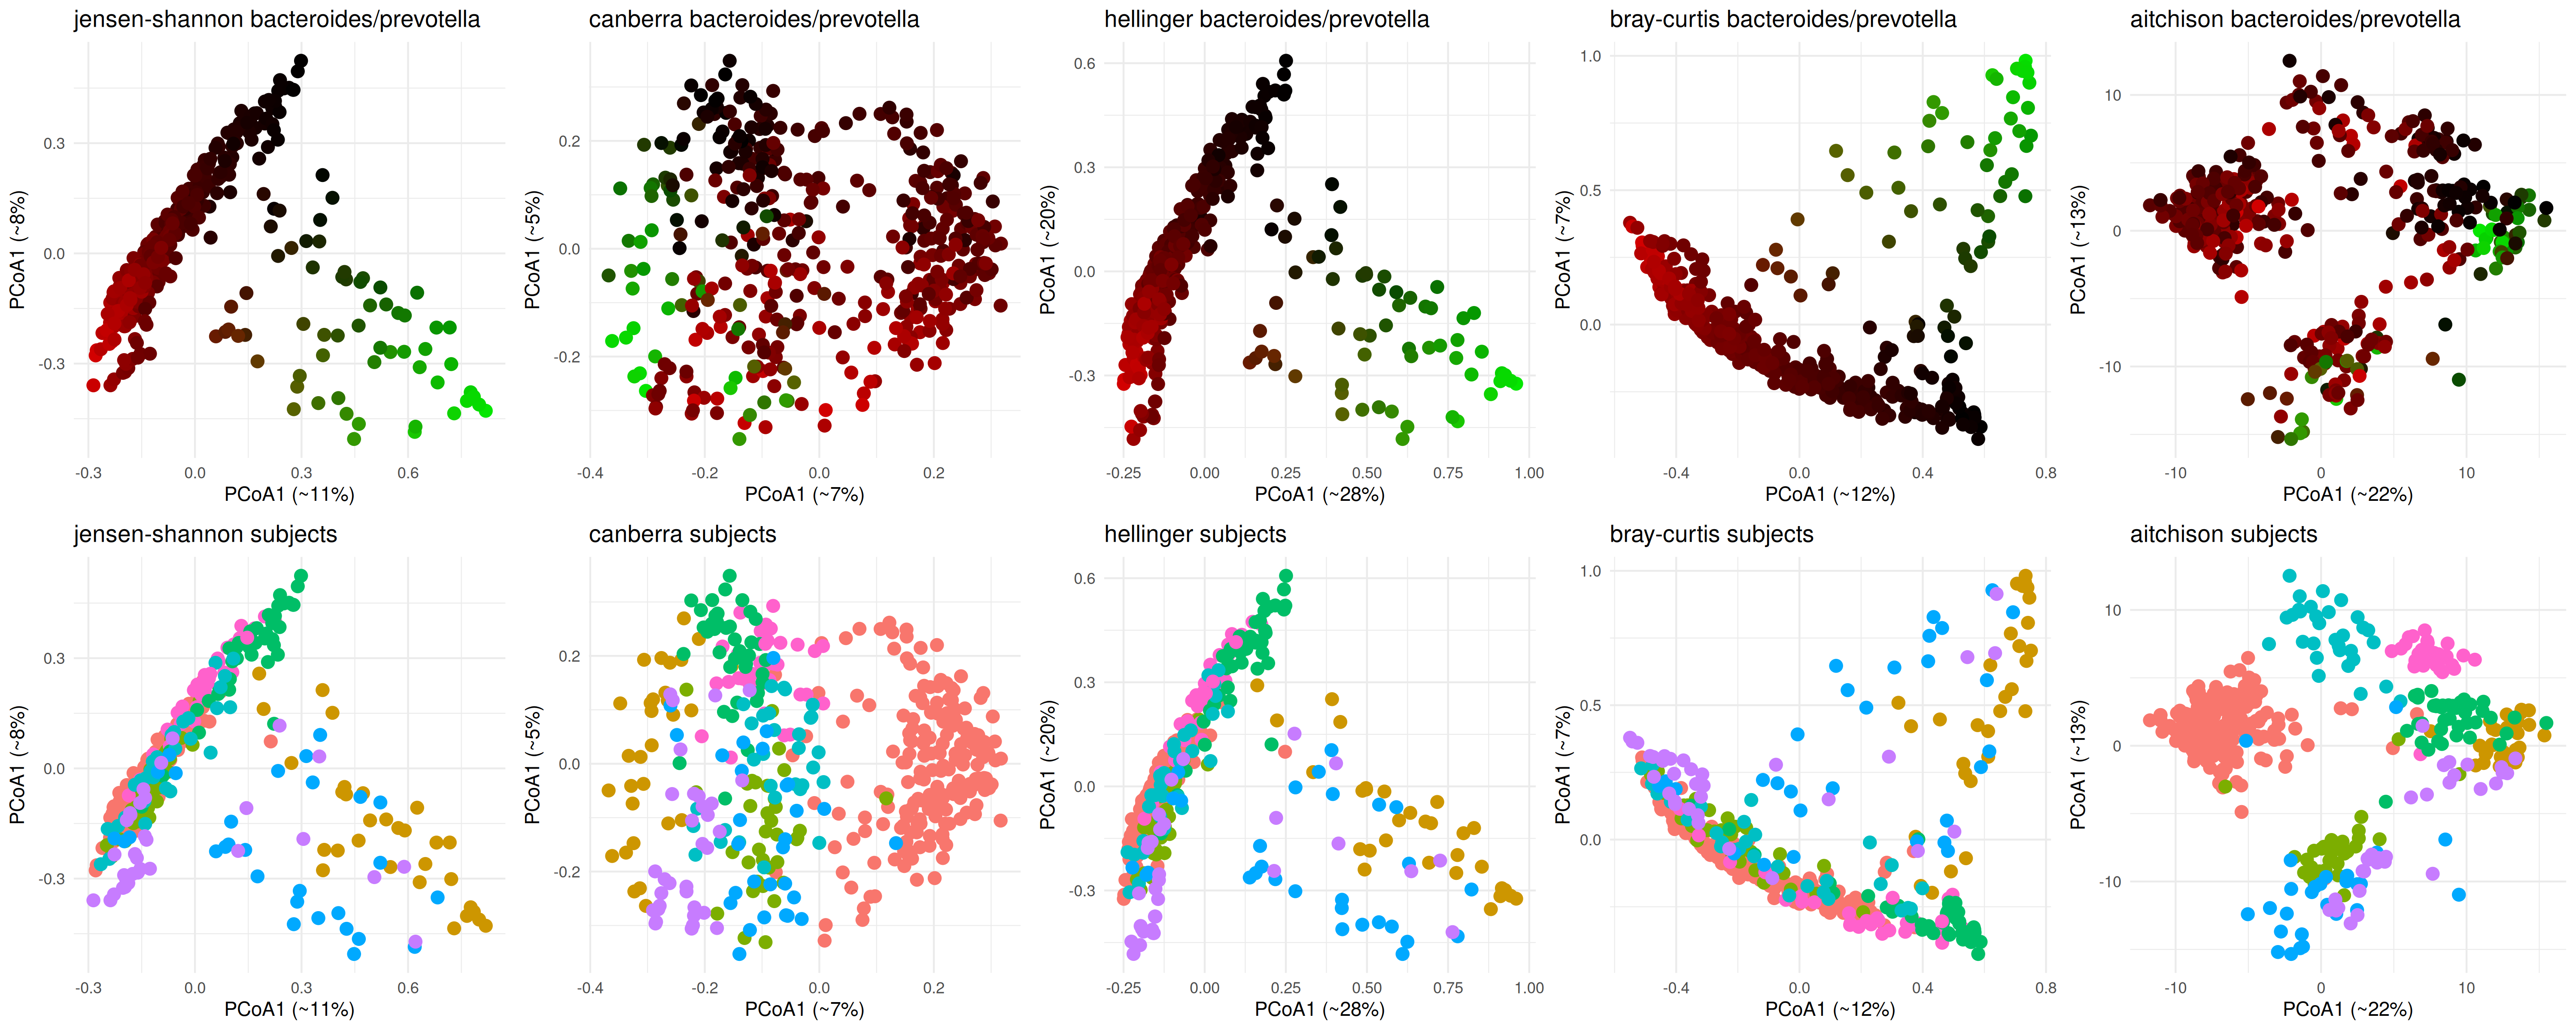 jensen-shannon bacteroides/prevotella
PCoA1 (~8%)
0.3
0.0
-0.3
-0.3 0.0 0.3 0.6
PCoA1 (~11%)
canberra bacteroides/prevotella
PCoA1 (~5%)
0.2
0.0
-0.2
-0.4 -0.2 0.0 0.2
PCoA1 (~7%)
hellinger bacteroides/prevotella
PCoA1 (~20%)
0.6
0.3
0.0
-0.3
-0.25 0.00 0.25 0.50 0.75 1.00
PCoA1 (~28%)
bray-curtis bacteroides/prevotella
PCoA1 (~7%)
1.0
0.5
0.0
-0.4 0.0 0.4 0.8
PCoA1 (~12%)
aitchison bacteroides/prevotella
PCoA1 (~13%)
10
0
-10
-10 0 10
PCoA1 (~22%)
jensen-shannon subjects
PCoA1 (~8%)
0.3
0.0
-0.3
-0.3 0.0 0.3 0.6
PCoA1 (~11%)
canberra subjects
PCoA1 (~5%)
0.2
0.0
-0.2
-0.4 -0.2 0.0 0.2
PCoA1 (~7%)
hellinger subjects
PCoA1 (~20%)
0.6
0.3
0.0
-0.3
-0.25 0.00 0.25 0.50 0.75 1.00
PCoA1 (~28%)
bray-curtis subjects
PCoA1 (~7%)
1.0
0.5
0.0
-0.4 0.0 0.4 0.8
PCoA1 (~12%)
aitchison subjects
PCoA1 (~13%)
10
0
-10
-10 0 10
PCoA1 (~22%)